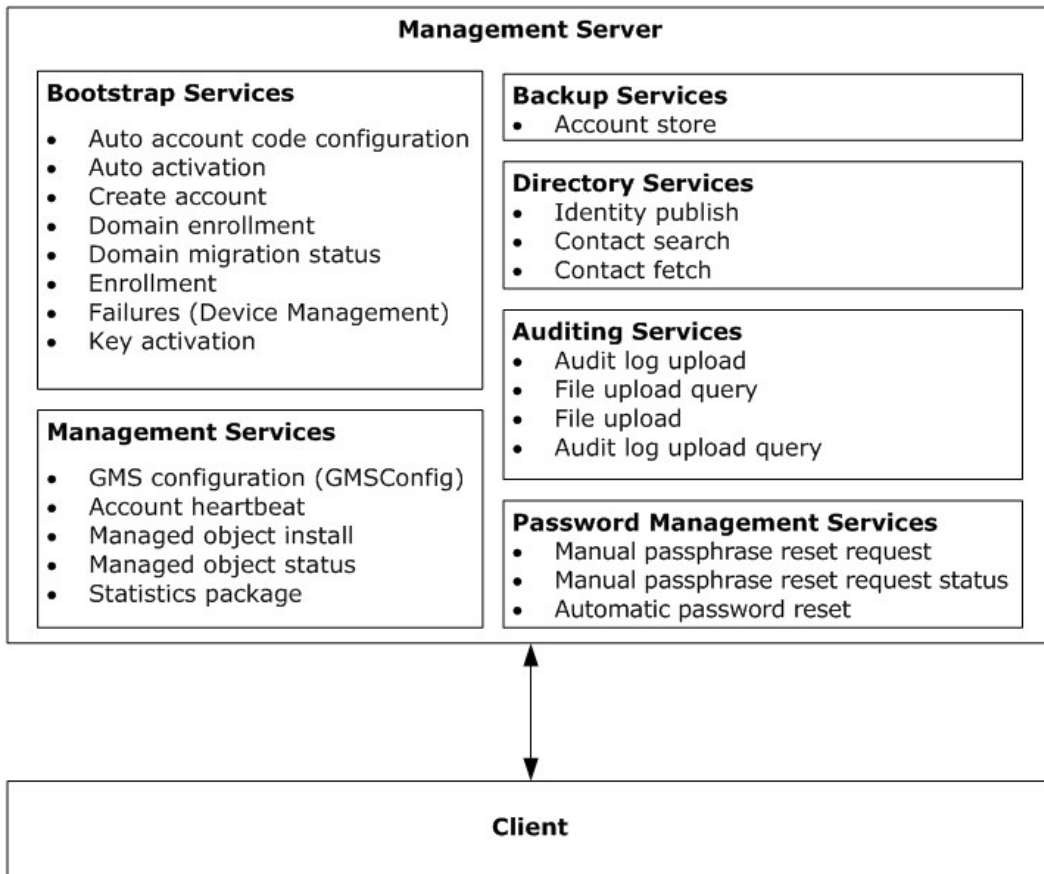 Management Server
Bootstrap Services
• Auto account code configuration
• Auto activation
• Create account
• Domain enrollment
• Domain migration status
• Enrollment
• Failures (Device Management)
• Key activation
Management Services
• GMS configuration (GMSConfig)
• Account heartbeat
• Managed object install
• Managed object status
• Statistics package
Backup Services
• Account store
Directory Services
• Identity publish
• Contact search
• Contact fetch
Auditing Services
• Audit log upload
• File upload query
• File upload
• Audit log upload query
Password Management Services
• Manual passphrase reset request
• Manual passphrase reset request status
• Automatic password reset
Client